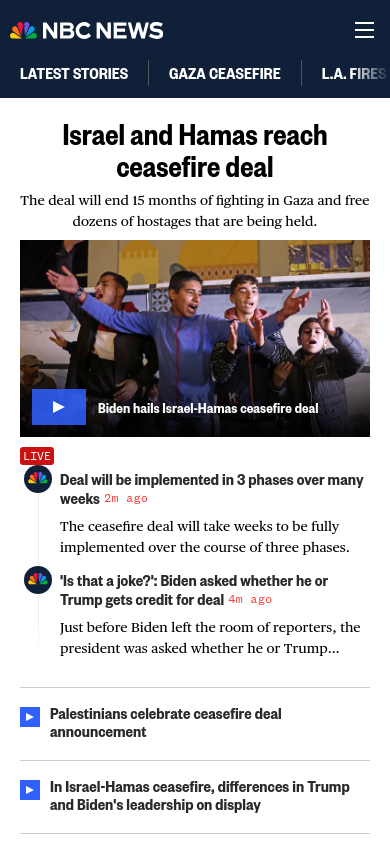 NBC NEWS
LATEST STORIES
GAZA CEASEFIRE
L.A. FIRES
Israel and Hamas reach
ceasefire deal
The deal will end 15 months of fighting in Gaza and free
dozens of hostages that are being held.
Biden hails Israel-Hamas ceasefire deal
LIVE
Deal will be implemented in 3 phases over many
weeks 2m ago
The ceasefire deal will take weeks to be fully
implemented over the course of three phases.
'Is that a joke?': Biden asked whether he or
Trump gets credit for deal 4m ago
Just before Biden left the room of reporters, the
president was asked whether he or Trump...
Palestinians celebrate ceasefire deal
announcement
In Israel-Hamas ceasefire, differences in Trump
and Biden's leadership on display